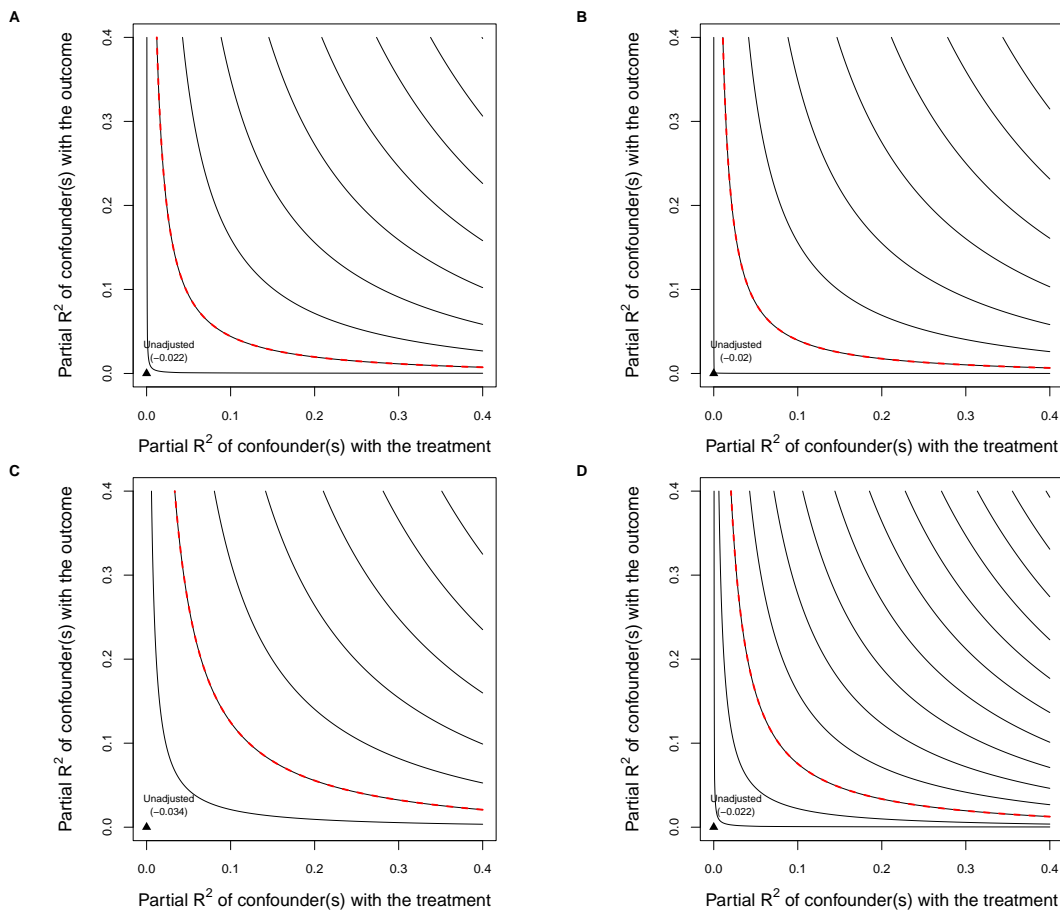 A
Partial R² of confounder(s) with the outcome
0.4
0.3
0.2
0.1
0.0
Unadjusted
(−0.022)
0.0 0.1 0.2 0.3 0.4
Partial R² of confounder(s) with the treatment
B
Partial R² of confounder(s) with the outcome
0.4
0.3
0.2
0.1
0.0
Unadjusted
(−0.02)
0.0 0.1 0.2 0.3 0.4
Partial R² of confounder(s) with the treatment
C
Partial R² of confounder(s) with the outcome
0.4
0.3
0.2
0.1
0.0
Unadjusted
(−0.034)
0.0 0.1 0.2 0.3 0.4
Partial R² of confounder(s) with the treatment
D
Partial R² of confounder(s) with the outcome
0.4
0.3
0.2
0.1
0.0
Unadjusted
(−0.022)
0.0 0.1 0.2 0.3 0.4
Partial R² of confounder(s) with the treatment